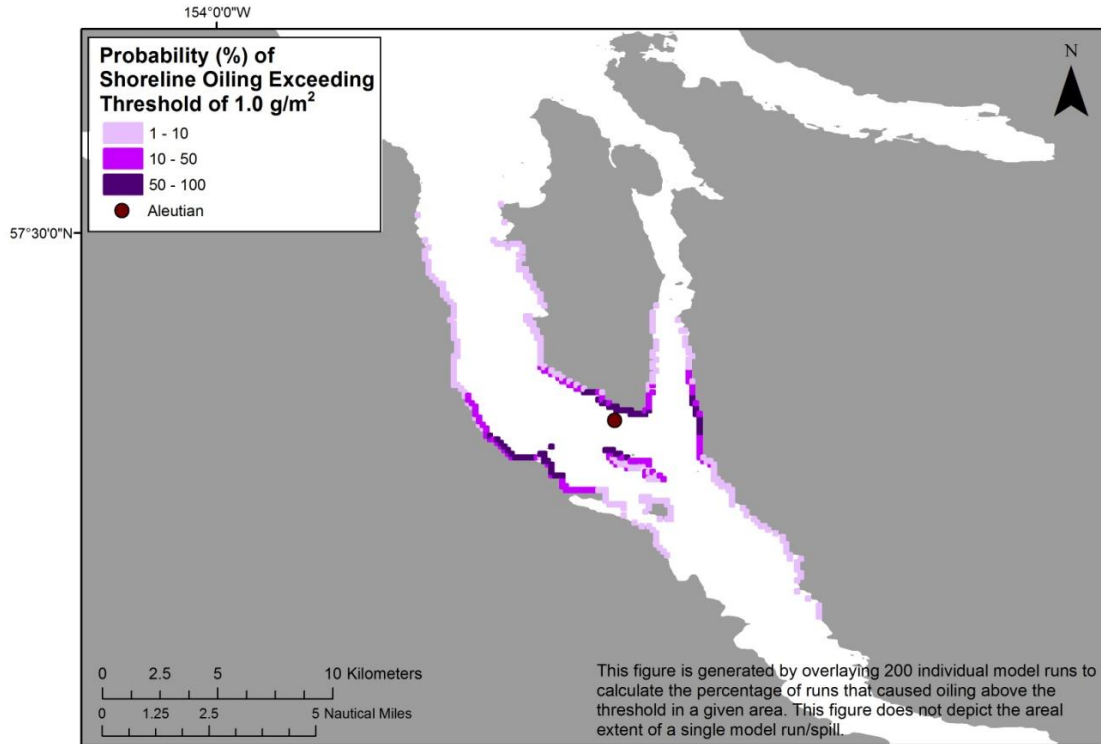 154°0'0"W
Probability (%) of
Shoreline Oiling Exceeding
Threshold of 1.0 g/m²
1 - 10
10 - 50
50 - 100
Aleutian
N
57°30'0"N
0 2.5 5 10 Kilometers
0 1.25 2.5 5 Nautical Miles
This figure is generated by overlaying 200 individual model runs to
calculate the percentage of runs that caused oiling above the
threshold in a given area. This figure does not depict the areal
extent of a single model run/spill.